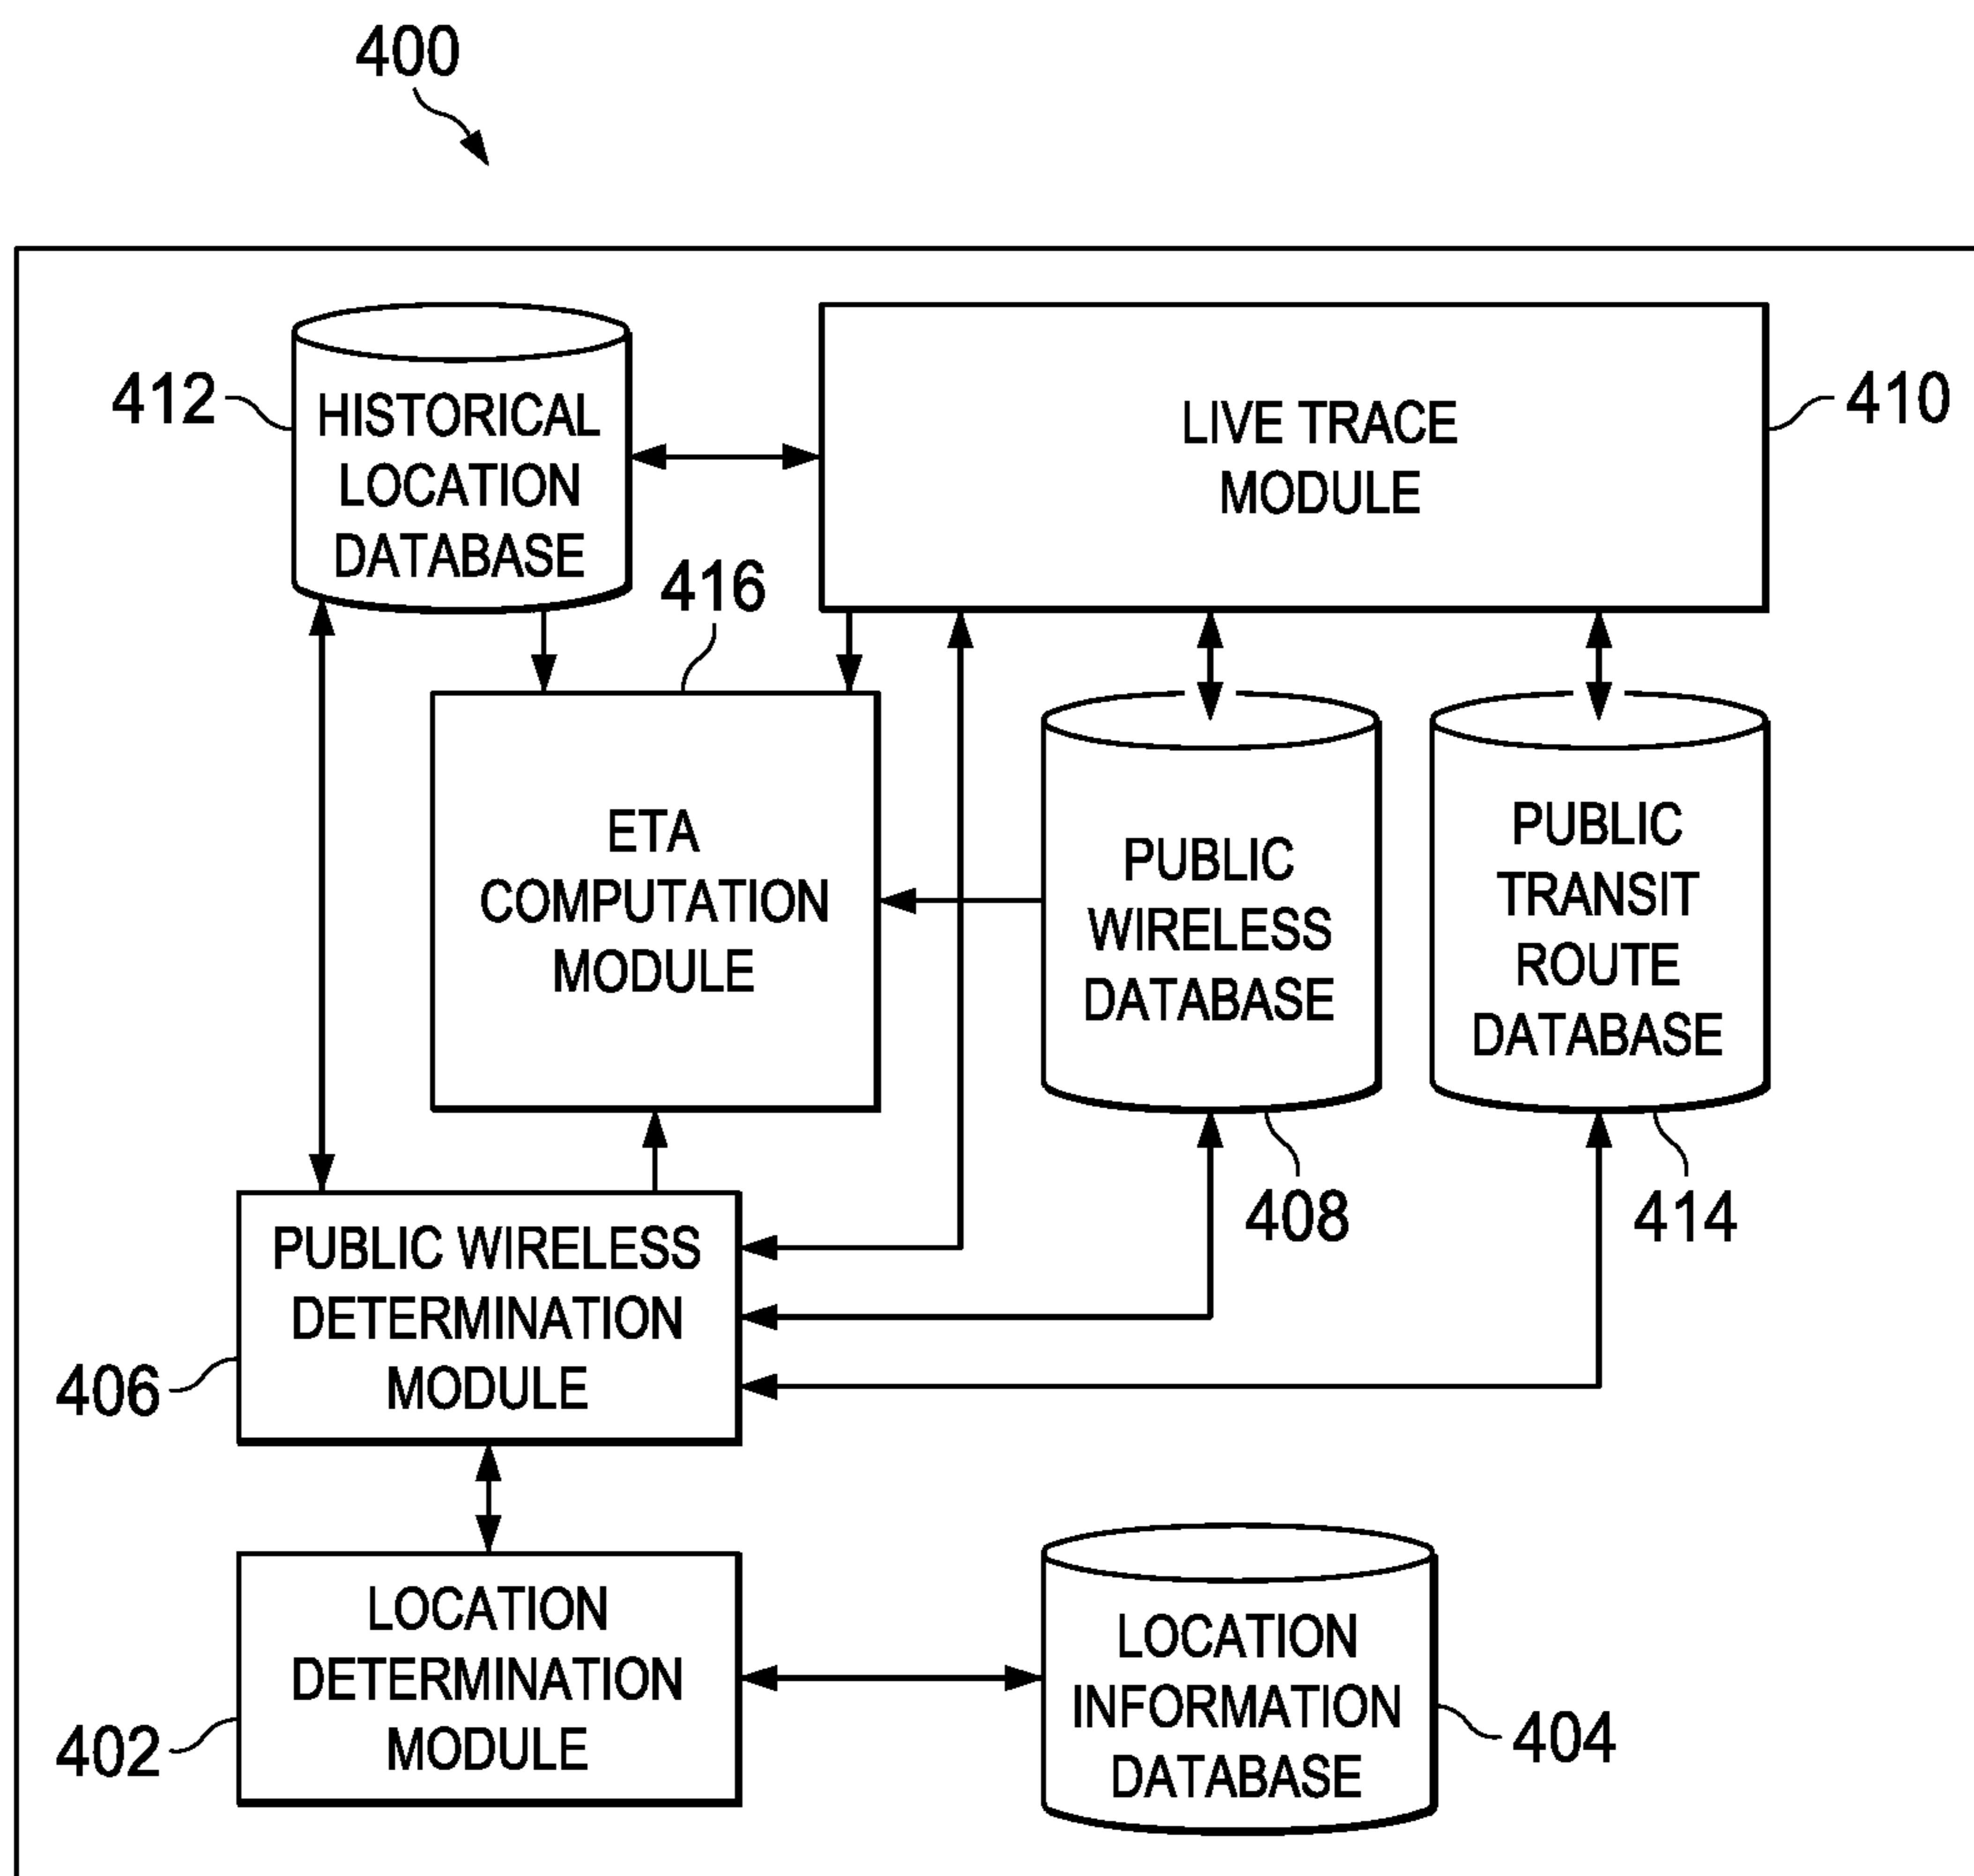 400
412
HISTORICAL
LOCATION
DATABASE
LIVE TRACE
MODULE
410
416
ETA
COMPUTATION
MODULE
PUBLIC
WIRELESS
DATABASE
PUBLIC
TRANSIT
ROUTE
DATABASE
408
414
PUBLIC WIRELESS
DETERMINATION
MODULE
406
LOCATION
DETERMINATION
MODULE
402
LOCATION
INFORMATION
DATABASE
404